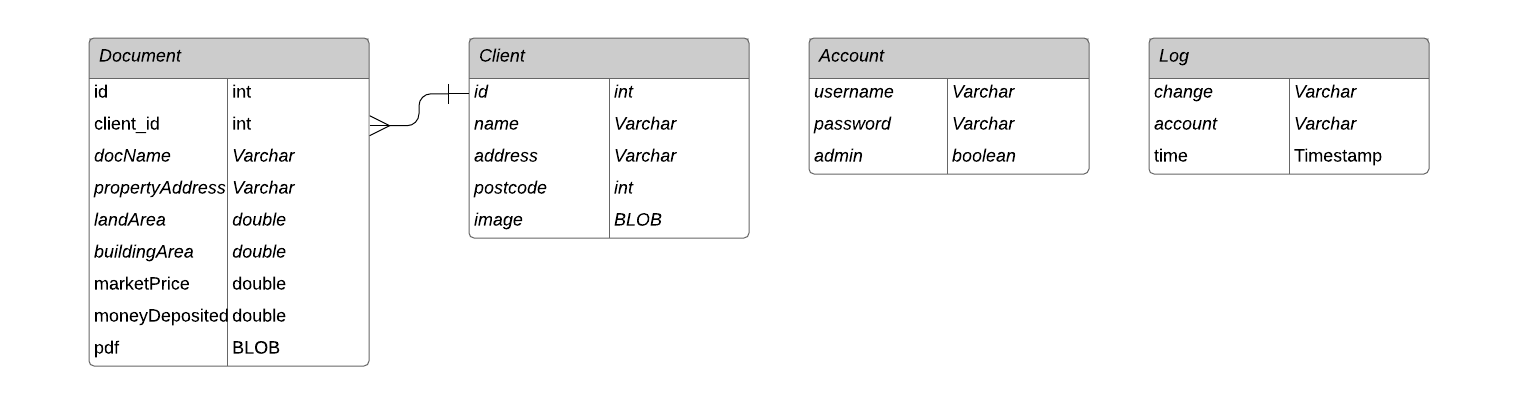 Document
id int
client_id int
docName Varchar
propertyAddress Varchar
landArea double
buildingArea double
marketPrice double
moneyDeposited double
pdf BLOB
Client
id int
name Varchar
address Varchar
postcode int
image BLOB
Account
username Varchar
password Varchar
admin boolean
Log
change Varchar
account Varchar
time Timestamp